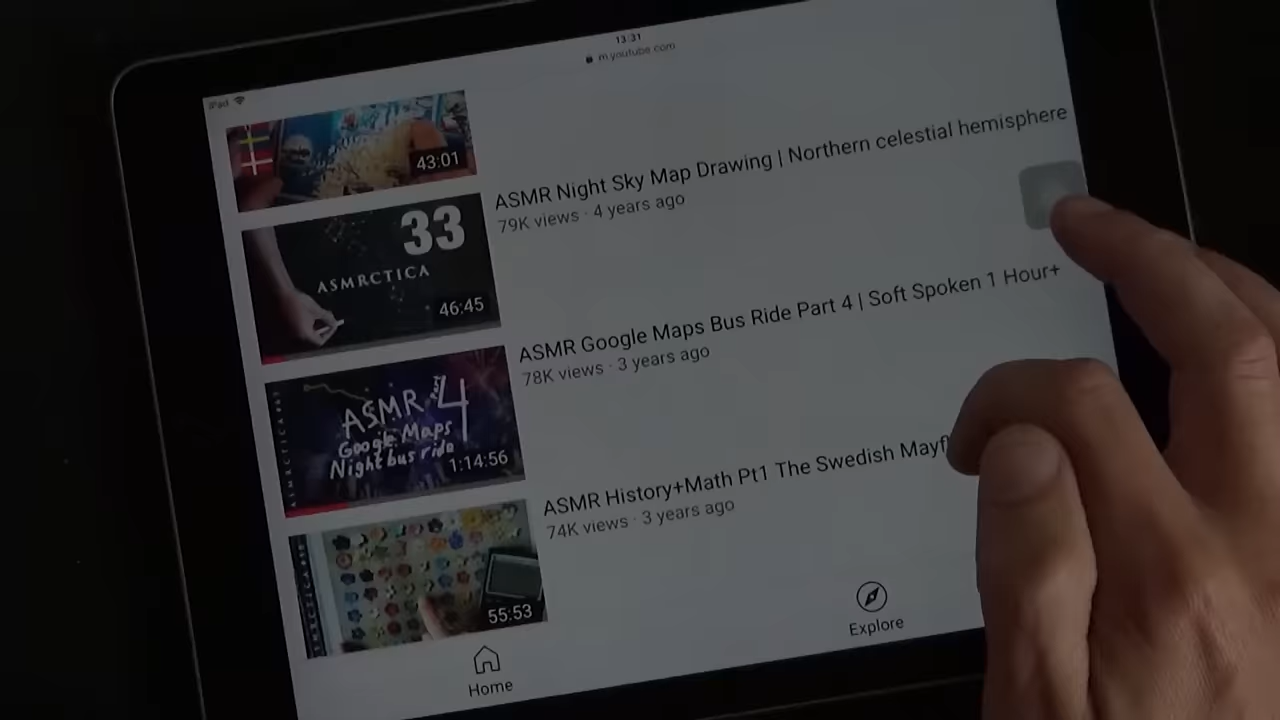 13:31
iPad
m.youtube.com
43:01
ASMR Night Sky Map Drawing | Northern celestial hemisphere
79K views · 4 years ago
33
ASMRCTICA
46:45
ASMR Google Maps Bus Ride Part 4 | Soft Spoken 1 Hour+
78K views · 3 years ago
ASMR 4
Google Maps
Night bus ride
1:14:56
ASMR History+Math Pt1 The Swedish
74K views · 3 years ago
55:53
Home
Explore